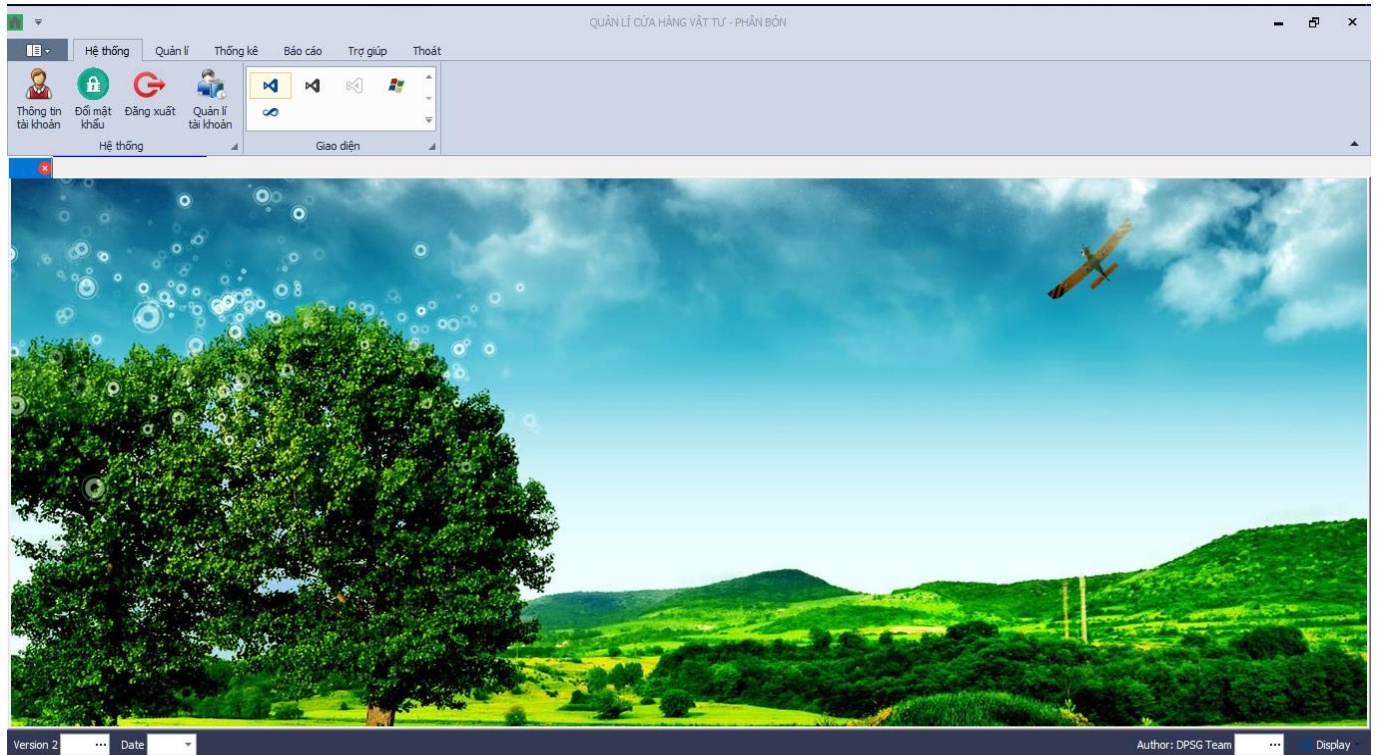 QUẢN LÍ CỬA HÀNG VẬT TƯ - PHÂN BÓN
Hệ thống Quản lí Thống kê Báo cáo Trợ giúp Thoát
Thông tin tài khoản
Đổi mật khẩu
Đăng xuất
Quản lí tài khoản
Hệ thống
Giao diện
Version 2 ... Date
Author: DPSG Team ... Display